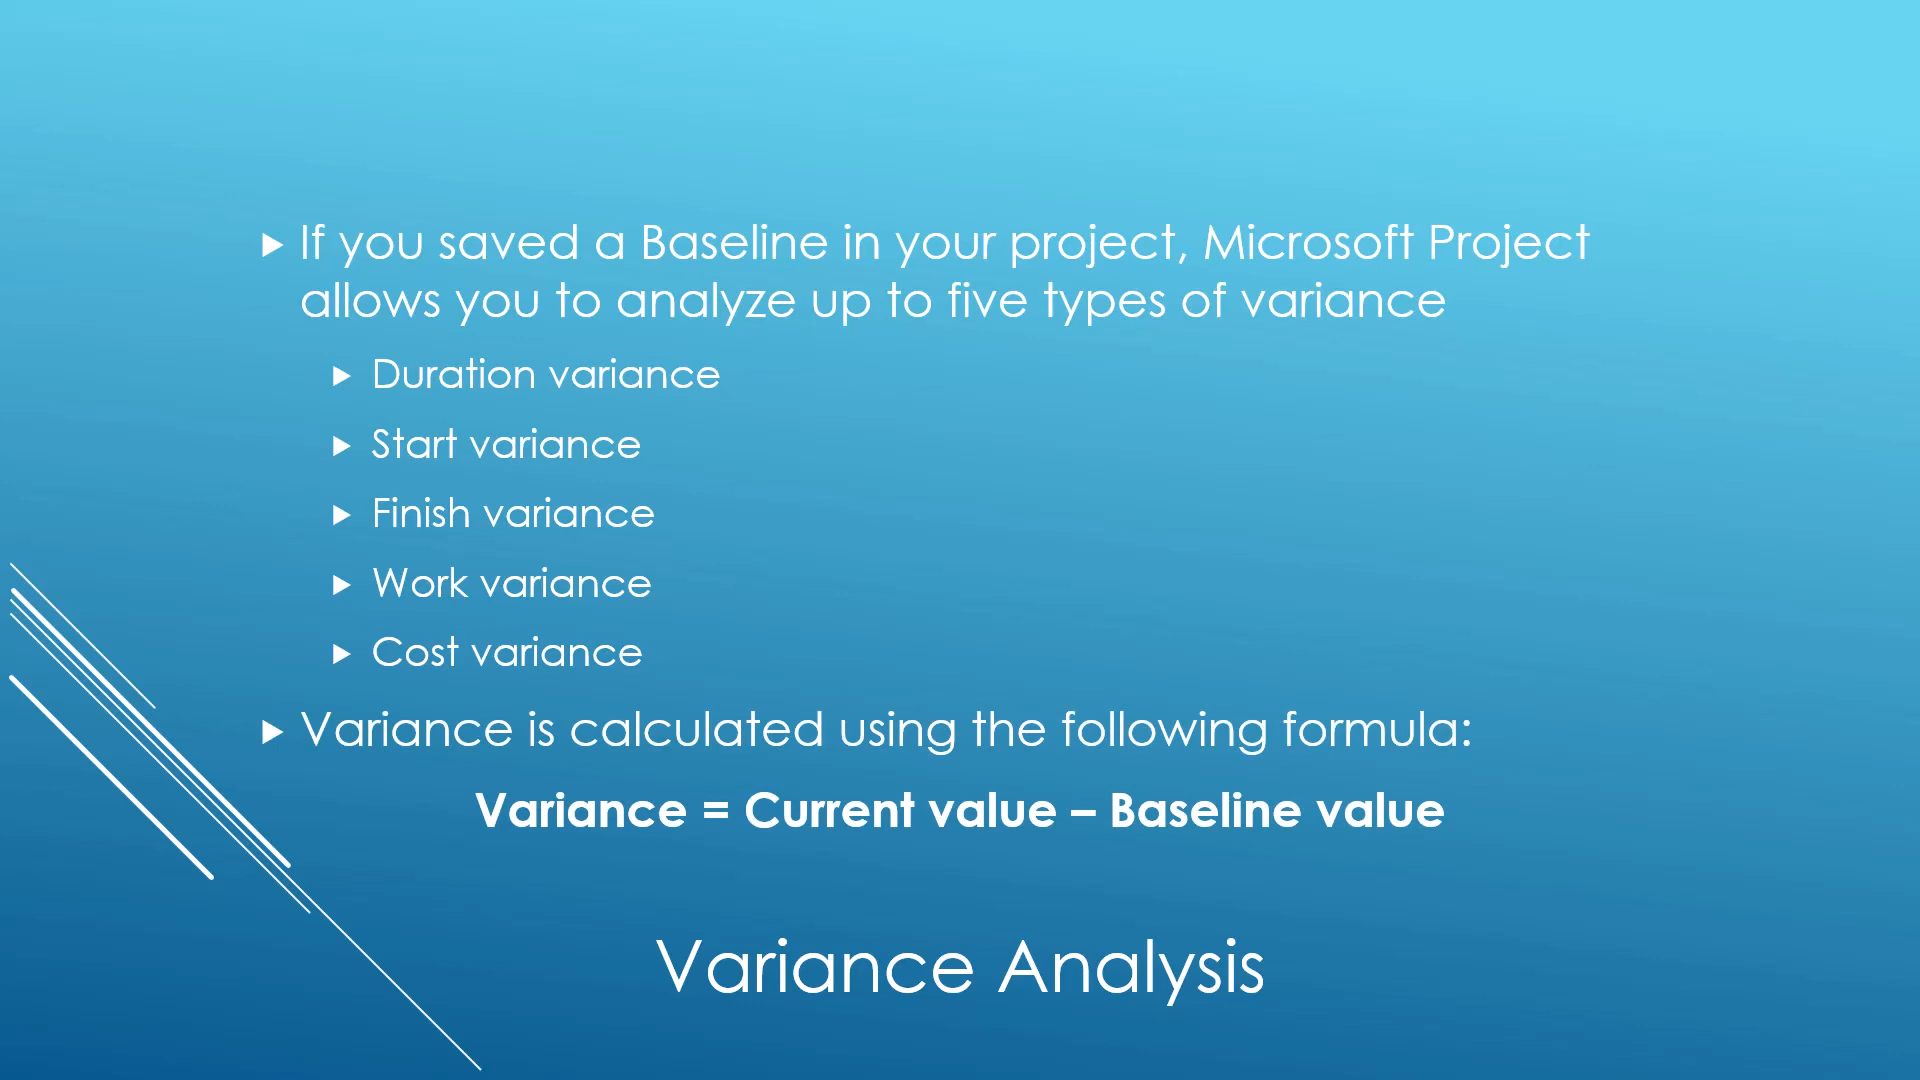 If you saved a Baseline in your project, Microsoft Project
allows you to analyze up to five types of variance
Duration variance
Start variance
Finish variance
Work variance
Cost variance
Variance is calculated using the following formula:
Variance = Current value – Baseline value
Variance Analysis